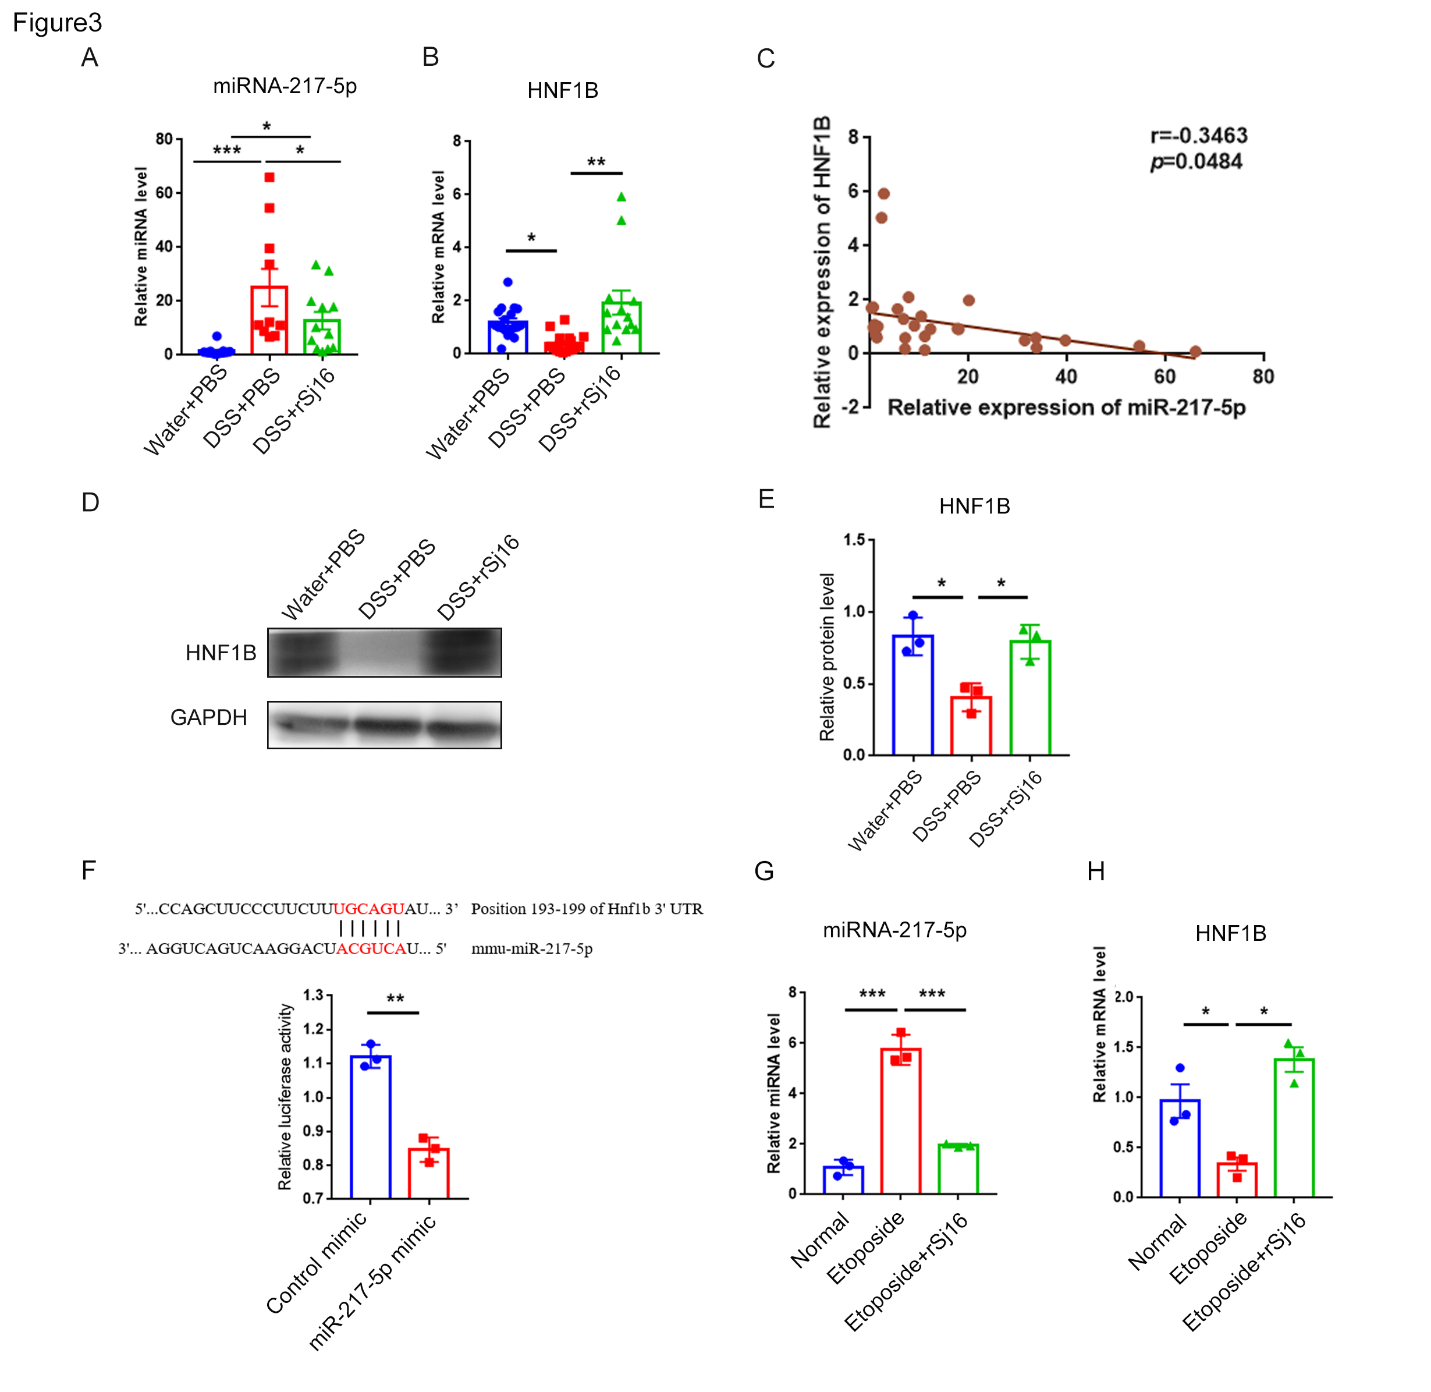 Figure3
A
miRNA-217-5p
Relative miRNA level
80
60
40
20
0
***
*
*
Water+PBS
DSS+PBS
DSS+rSj16
B
HNF1B
Relative mRNA level
8
6
4
2
0
*
**
Water+PBS
DSS+PBS
DSS+rSj16
C
Relative expression of HNF1B
8
6
4
2
0
-2
20
40
60
80
r=-0.3463
p=0.0484
Relative expression of miR-217-5p
D
Water+PBS
DSS+PBS
DSS+rSj16
HNF1B
GAPDH
E
HNF1B
Relative protein level
1.5
1.0
0.5
0.0
*
*
Water+PBS
DSS+PBS
DSS+rSj16
F
5'...CCAGCUUCCCUUCUUUGCAGUAU... 3' Position 193-199 of Hnf1b 3' UTR
3'... AGGUCAGUCAAGGACUACGUCAU... 5' mmu-miR-217-5p
Relative luciferase activity
1.3
1.2
1.1
1.0
0.9
0.8
0.7
**
Control mimic
miR-217-5p mimic
G
miRNA-217-5p
Relative miRNA level
8
6
4
2
0
***
***
Normal
Etoposide
Etoposide+rSj16
H
HNF1B
Relative mRNA level
2.0
1.5
1.0
0.5
0.0
*
*
Normal
Etoposide
Etoposide+rSj16